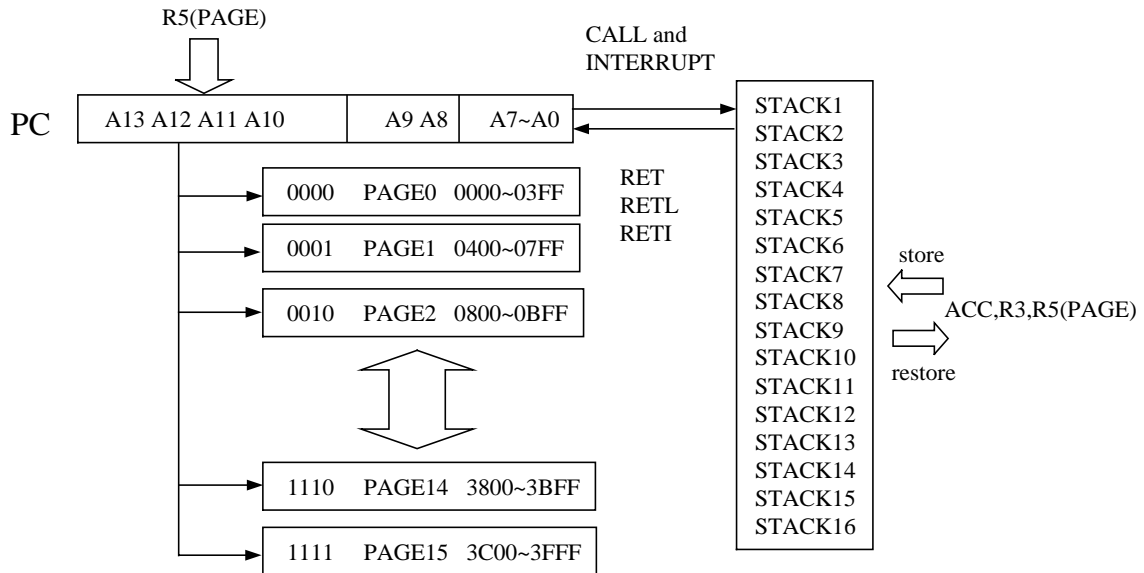 R5(PAGE)
CALL and
INTERRUPT
PC
A13 A12 A11 A10
A9 A8
A7~A0
0000 PAGE0 0000~03FF
0001 PAGE1 0400~07FF
0010 PAGE2 0800~0BFF
1110 PAGE14 3800~3BFF
1111 PAGE15 3C00~3FFF
RET
RETL
RETI
STACK1
STACK2
STACK3
STACK4
STACK5
STACK6
STACK7
STACK8
STACK9
STACK10
STACK11
STACK12
STACK13
STACK14
STACK15
STACK16
store
ACC,R3,R5(PAGE)
restore